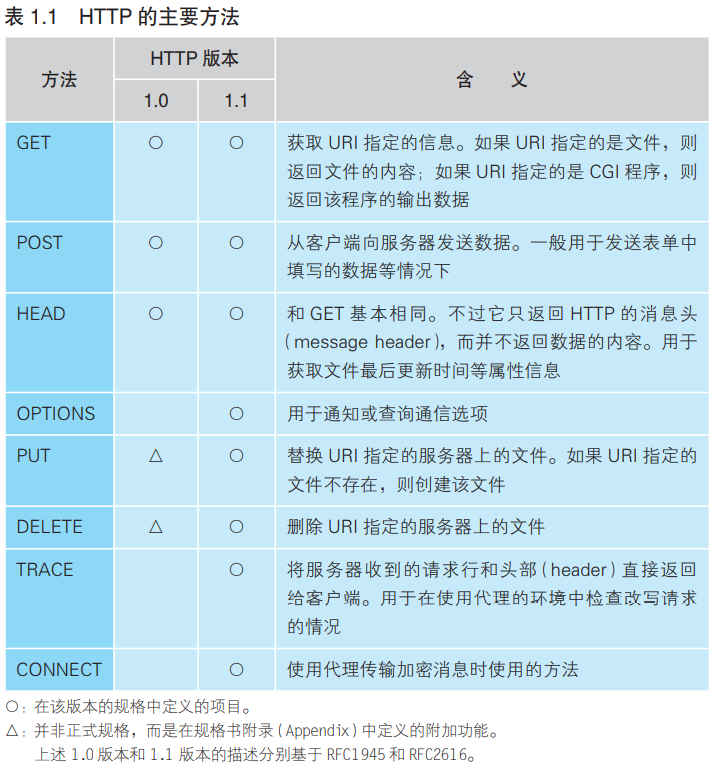 表 1.1 HTTP 的主要方法
方法
HTTP 版本
含 义
1.0
1.1
GET ○ ○ 获取 URI 指定的信息。如果 URI 指定的是文件，则
返回文件的内容；如果 URI 指定的是 CGI 程序，则
返回该程序的输出数据
POST ○ ○ 从客户端向服务器发送数据。一般用于发送表单中
填写的数据等情况下
HEAD ○ ○ 和 GET 基本相同。不过它只返回 HTTP 的消息头
（message header），而并不返回数据的内容。用于
获取文件最后更新时间等属性信息
OPTIONS ○ 用于通知或查询通信选项
PUT △ ○ 替换 URI 指定的服务器上的文件。如果 URI 指定的
文件不存在，则创建该文件
DELETE △ ○ 删除 URI 指定的服务器上的文件
TRACE ○ 将服务器收到的请求行和头部（header）直接返回
给客户端。用于在使用代理的环境中检查改写请求
的情况
CONNECT ○ 使用代理传输加密消息时使用的方法
○：在该版本的规格中定义的项目。
△：并非正式规格，而是在规格书附录（Appendix）中定义的附加功能。
上述 1.0 版本和 1.1 版本的描述分别基于 RFC1945 和 RFC2616。